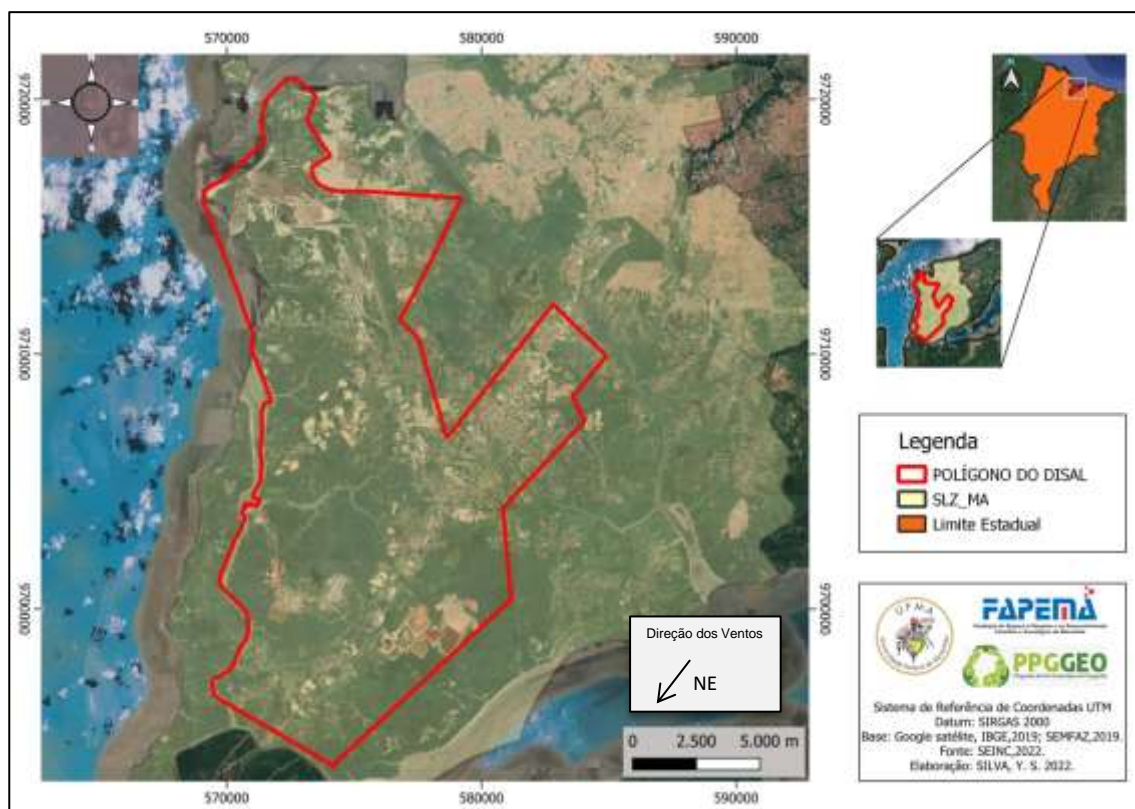 570000
580000
590000
9720000
9720000
9710000
9710000
9700000
9700000
Direção dos Ventos
NE
0 2.500 5.000 m
570000
580000
590000
Legenda
POLÍGONO DO DISAL
SLZ_MA
Limite Estadual
UFMA
FAPEMA
PPGGEO
Sistema de Referência de Coordenadas UTM
Datum: SIRGAS 2000
Base: Google satélite, IBGE,2019; SEMFAZ,2019.
Fonte: SEINC,2022.
Elaboração: SILVA, Y. S. 2022.